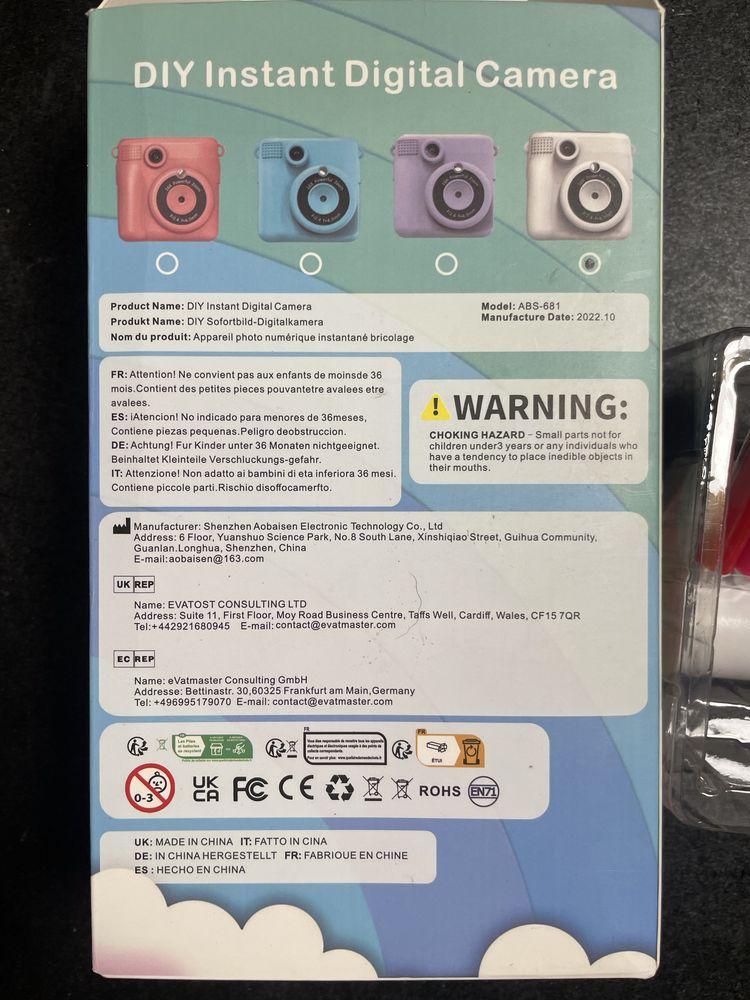 DIY Instant Digital Camera
Product Name: DIY Instant Digital Camera
Produkt Name: DIY Sofortbild-Digitalkamera
Nom du produit: Appareil photo numérique instantané bricolage
Model: ABS-681
Manufacture Date: 2022.10
FR: Attention! Ne convient pas aux enfants de moinsde 36
mois.Contient des petites pieces pouvantetre avalees etre
avalees.
ES: iAtencion! No indicado para menores de 36meses,
Contiene piezas pequenas.Peligro deobstruccion.
DE: Achtung! Fur Kinder unter 36 Monaten nichtgeeignet.
Beinhaltet Kleinteile Verschluckungs-gefahr.
IT: Attenzione! Non adatto ai bambini di eta inferiora 36 mesi.
Contiene piccole parti.Rischio disoffocamerfto.
WARNING:
CHOKING HAZARD - Small parts not for
children under3 years or any individuals who
have a tendency to place inedible objects in
their mouths.
Manufacturer: Shenzhen Aobaisen Electronic Technology Co., Ltd
Address: 6 Floor, Yuanshuo Science Park, No.8 South Lane, Xinshiqiao Street, Guihua Community,
Guanlan.Longhua, Shenzhen, China
E-mail:aobaisen@163.com
UK REP
Name: EVATOST CONSULTING LTD
Address: Suite 11, First Floor, Moy Road Business Centre, Taffs Well, Cardiff, Wales, CF15 7QR
Tel:+442921680945 E-mail: contact@evatmaster.com
EC REP
Name: eVatmaster Consulting GmbH
Addresse: Bettinastr. 30,60325 Frankfurt am Main,Germany
Tel: +496995179070 E-mail: contact@evatmaster.com
FR
Les Piles
et batteries
se recyclent
FR
ÉTUI
0-3
UK CA FC CE ROHS EN71
UK: MADE IN CHINA IT: FATTO IN CINA
DE: IN CHINA HERGESTELLT FR: FABRIOUE EN CHINE
ES : HECHO EN CHINA